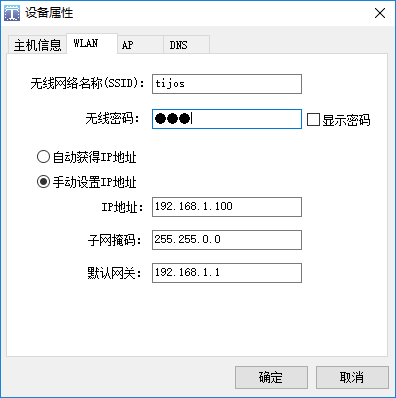 设备属性
主机信息 WLAN AP DNS
无线网络名称(SSID): tijos
无线密码: ●●● 显示密码
自动获得IP地址
手动设置IP地址
IP地址: 192.168.1.100
子网掩码: 255.255.0.0
默认网关: 192.168.1.1
确定 取消